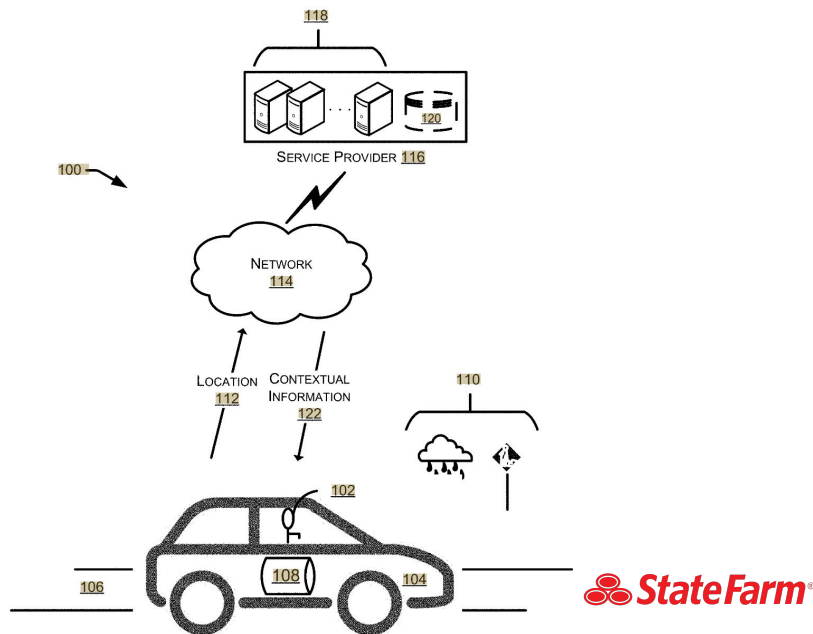 118
120
SERVICE PROVIDER 116
100
NETWORK
114
LOCATION
112
CONTEXTUAL
INFORMATION
122
110
102
108
104
106
StateFarm®